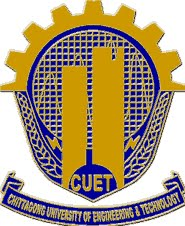 CUET
CHITTAGONG UNIVERSITY OF ENGINEERING & TECHNOLOGY